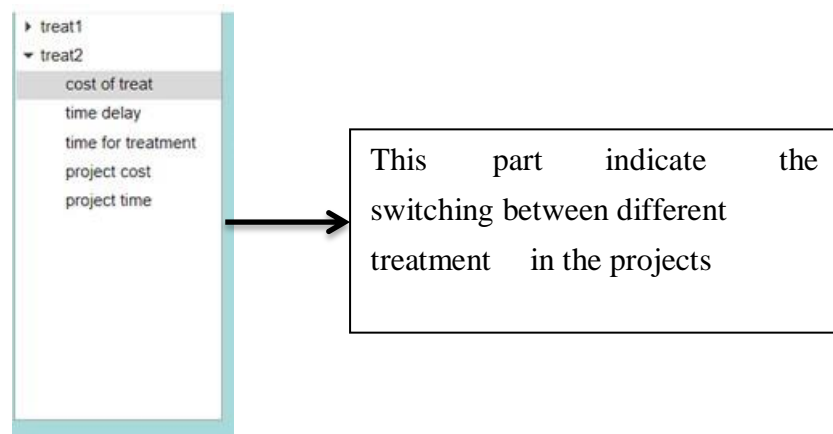 treat1
treat2
cost of treat
time delay
time for treatment
project cost
project time
This part indicate the
switching between different
treatment in the projects